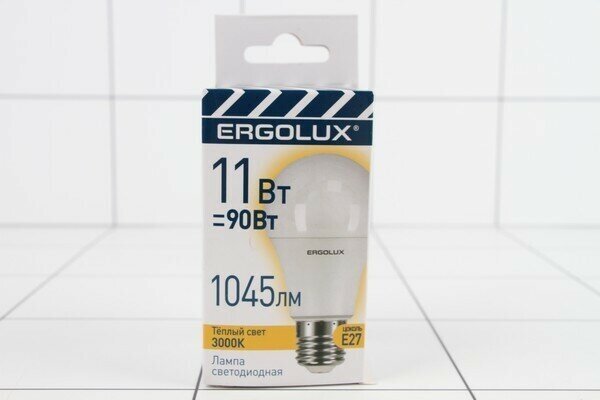 ERGOLUX®
11Вт
=90Вт
ERGOLUX
1045лм
Тёплый свет
3000K
цоколь
E27
Лампа
светодиодная